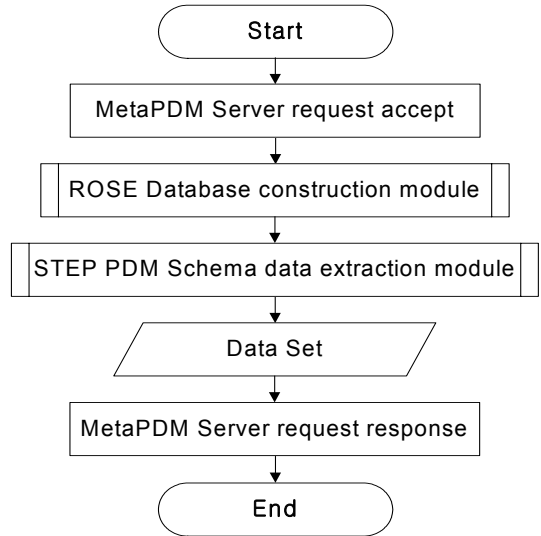 Start
MetaPDM Server request accept
ROSE Database construction module
STEP PDM Schema data extraction module
Data Set
MetaPDM Server request response
End